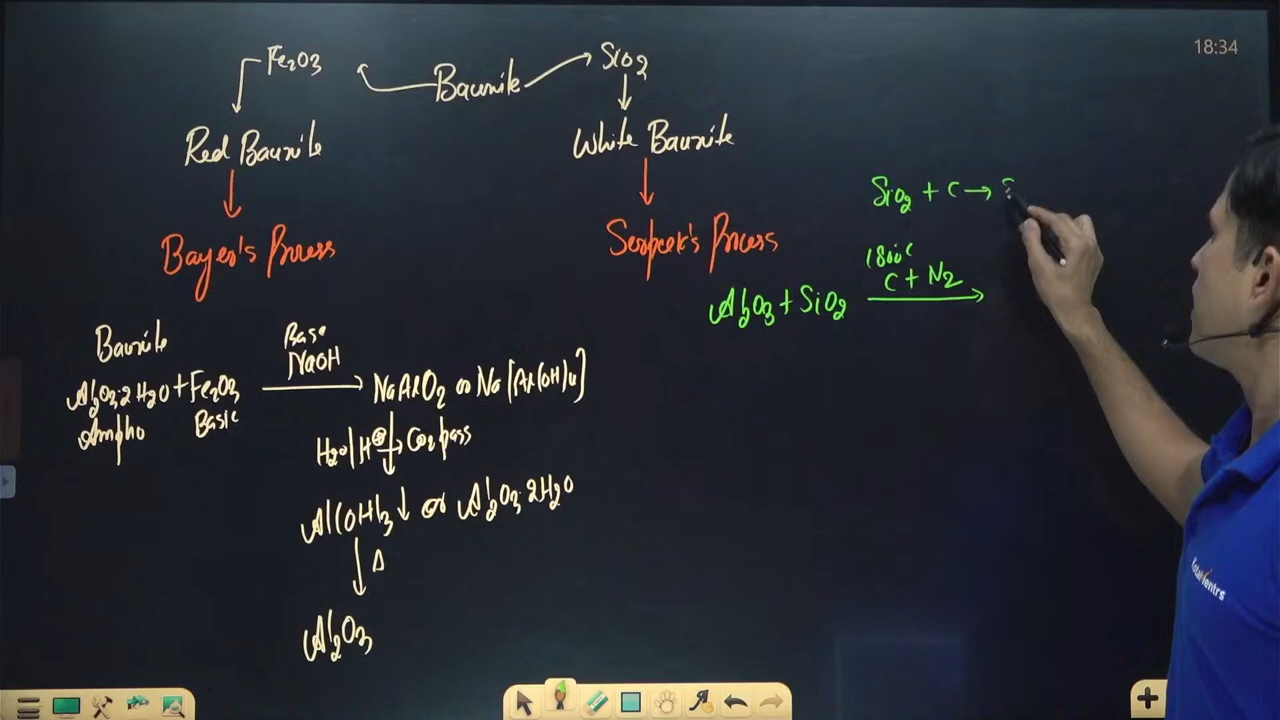 18:34
Fe2O3
Bauxite
SiO2
Red Bauxite
White Bauxite
SiO2 + C →
Bayer's Process
Serpeck's Process
1800°C
C + N2
Al2O3 + SiO2
Bauxite
Base
NaOH
Al2O3·2H2O + Fe2O3
NaAlO2 or Na[Al(OH)4]
Ampho
Basic
H2O/H⊕
CO2 pass
Al(OH)3↓ or Al2O3·2H2O
Δ
Al2O3